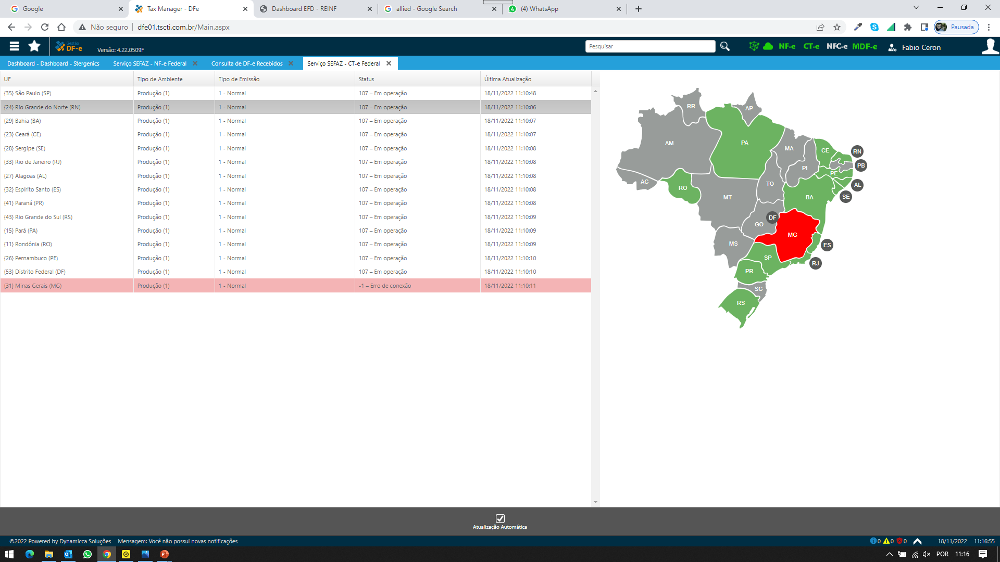 Google
Tax Manager - DFe
Dashboard EFD - REINF
allied - Google Search
(4) WhatsApp
Não seguro
dfe01.tscti.com.br/Main.aspx
Pausada
Gestão
DF-e
Versão: 4.22.0509F
Pesquisar
NF-e CT-e NFC-e MDF-e
Fabio Ceron
Dashboard - Dashboard - Stergenics
Serviço SEFAZ - NF-e Federal
Consulta de DF-e Recebidos
Serviço SEFAZ - CT-e Federal
UF Tipo de Ambiente Tipo de Emissão Status Última Atualização
{35} São Paulo (SP) Produção (1) 1 - Normal 107 – Em operação 18/11/2022 11:10:48
{24} Rio Grande do Norte (RN) Produção (1) 1 - Normal 107 – Em operação 18/11/2022 11:10:06
{29} Bahia (BA) Produção (1) 1 - Normal 107 – Em operação 18/11/2022 11:10:07
{23} Ceará (CE) Produção (1) 1 - Normal 107 – Em operação 18/11/2022 11:10:07
{28} Sergipe (SE) Produção (1) 1 - Normal 107 – Em operação 18/11/2022 11:10:08
{33} Rio de Janeiro (RJ) Produção (1) 1 - Normal 107 – Em operação 18/11/2022 11:10:08
{27} Alagoas (AL) Produção (1) 1 - Normal 107 – Em operação 18/11/2022 11:10:08
{32} Espírito Santo (ES) Produção (1) 1 - Normal 107 – Em operação 18/11/2022 11:10:08
{41} Paraná (PR) Produção (1) 1 - Normal 107 – Em operação 18/11/2022 11:10:08
{43} Rio Grande do Sul (RS) Produção (1) 1 - Normal 107 – Em operação 18/11/2022 11:10:09
{15} Pará (PA) Produção (1) 1 - Normal 107 – Em operação 18/11/2022 11:10:09
{11} Rondônia (RO) Produção (1) 1 - Normal 107 – Em operação 18/11/2022 11:10:09
{26} Pernambuco (PE) Produção (1) 1 - Normal 107 – Em operação 18/11/2022 11:10:10
{53} Distrito Federal (DF) Produção (1) 1 - Normal 107 – Em operação 18/11/2022 11:10:10
{31} Minas Gerais (MG) Produção (1) 1 - Normal -1 – Erro de conexão 18/11/2022 11:10:11
RR
AP
AM
PA
MA
CE
RN
PB
PI
PE
AC
RO
TO
AL
MT
BA
SE
DF
GO
MG
MS
ES
SP
RJ
PR
SC
RS
Atualização Automática
©2022 Powered by Dynamicca Soluções
Mensagem: Você não possui novas notificações
0 0 0
18/11/2022 11:16:55
POR 11:16